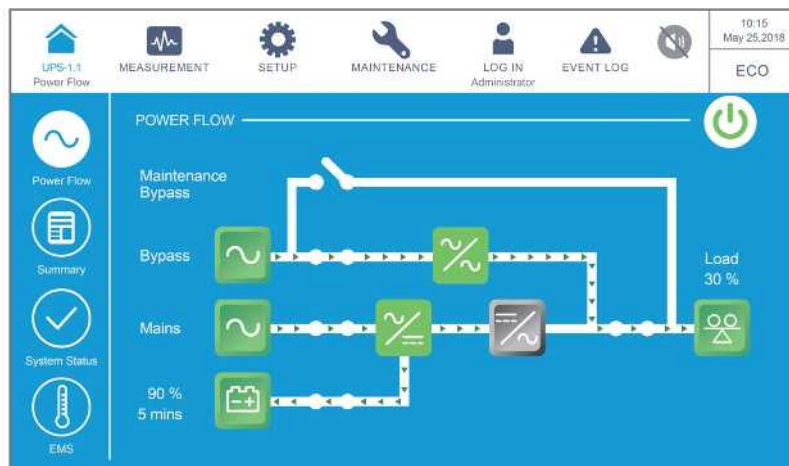 UPS-1.1
Power Flow
MEASUREMENT
SETUP
MAINTENANCE
LOG IN
Administrator
EVENT LOG
10:15
May 25,2018
ECO
POWER FLOW
Power Flow
Summary
System Status
EMS
Maintenance
Bypass
Bypass
Mains
90 %
5 mins
Load
30 %